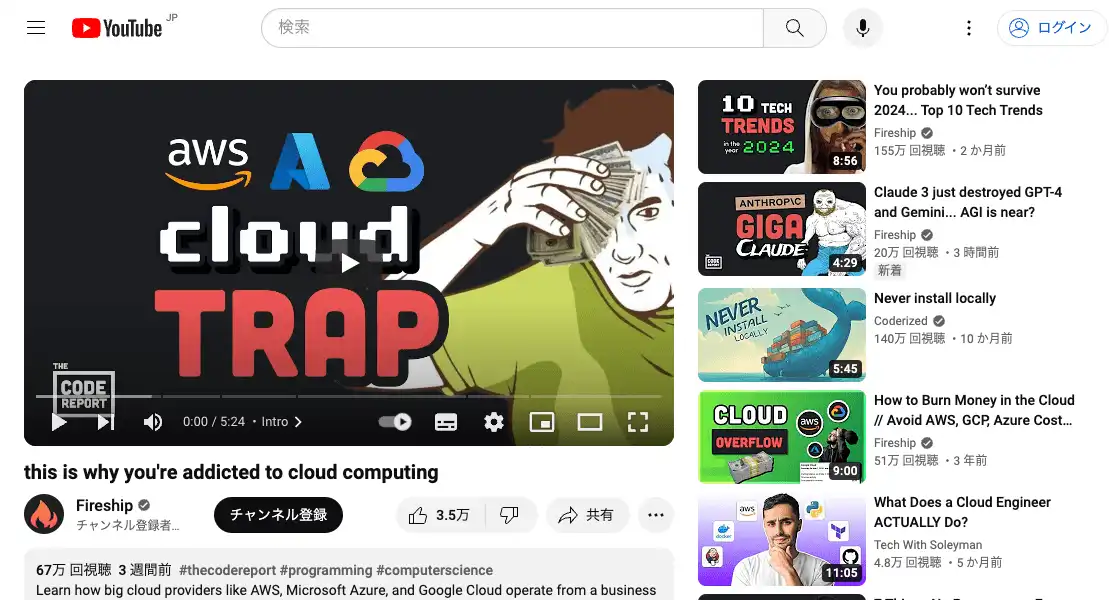 YouTube JP
検索
ログイン
aws
cloud
TRAP
THE
CODE
REPORT
0:00 / 5:24 • Intro
this is why you're addicted to cloud computing
Fireship
チャンネル登録者...
チャンネル登録
3.5万
共有
67万 回視聴 3 週間前 #thecodereport #programming #computerscience
Learn how big cloud providers like AWS, Microsoft Azure, and Google Cloud operate from a business
10 TECH
TRENDS
in the
year 2024
8:56
You probably won’t survive
2024... Top 10 Tech Trends
Fireship
155万 回視聴 • 2 か月前
ANTHROP\C
GIGA
CLAUDE
CODE
REPORT
4:29
Claude 3 just destroyed GPT-4
and Gemini... AGI is near?
Fireship
20万 回視聴 • 3 時間前
新着
NEVER
INSTALL
LOCALLY
5:45
Never install locally
Coderized
140万 回視聴 • 10 か月前
CLOUD
OVERFLOW
aws
9:00
How to Burn Money in the Cloud
// Avoid AWS, GCP, Azure Cost...
Fireship
51万 回視聴 • 3 年前
aws
docker
11:05
What Does a Cloud Engineer
ACTUALLY Do?
Tech With Soleyman
4.8万 回視聴 • 5 か月前